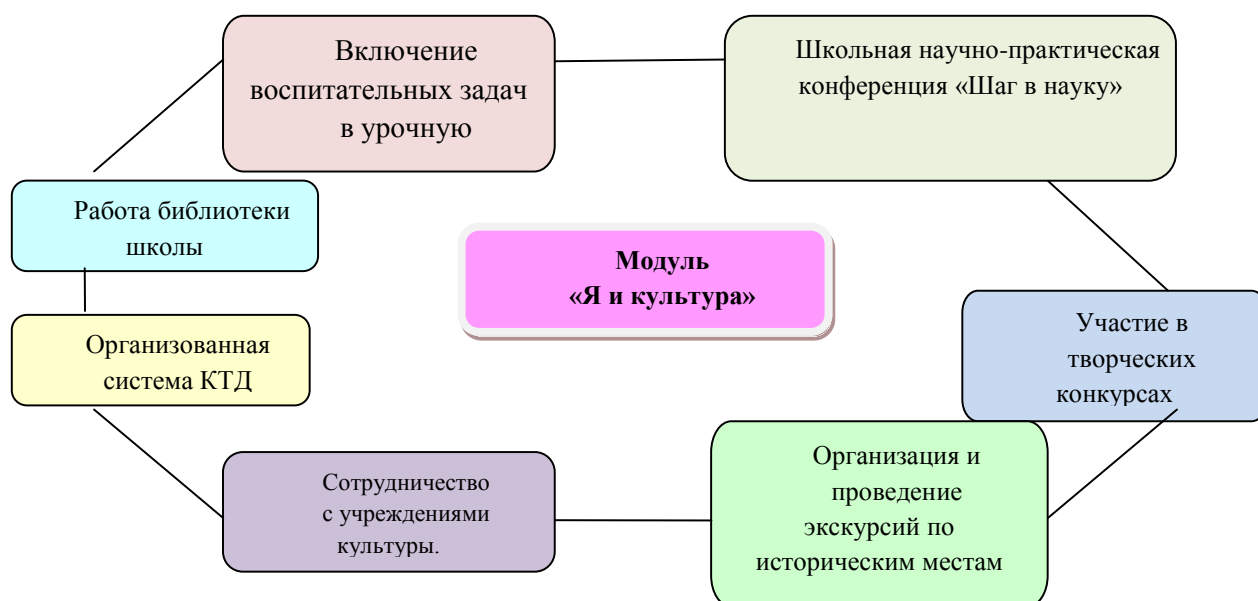 Включение
воспитательных задач
в урочную
Школьная научно-практическая
конференция «Шаг в науку»
Работа библиотеки
школы
Модуль
«Я и культура»
Участие в
творческих
конкурсах
Организованная
система КТД
Организация и
проведение
экскурсий по
историческим местам
Сотрудничество
с учреждениями
культуры.